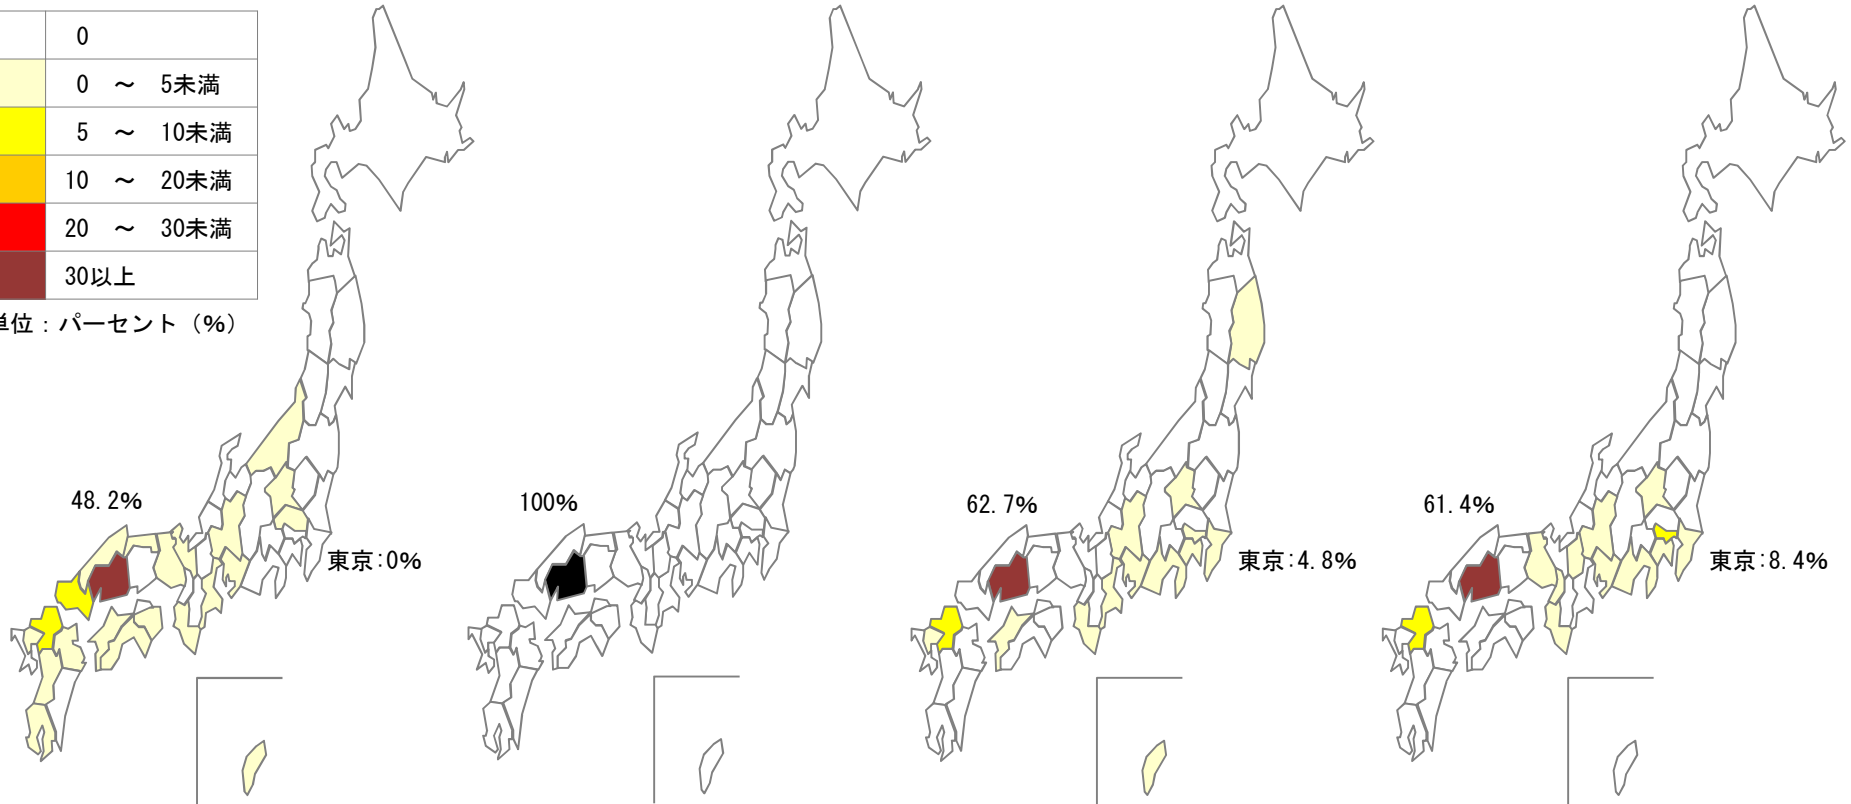 0
0 ～ 5未満
5 ～ 10未満
10 ～ 20未満
20 ～ 30未満
30以上
単位：パーセント（％）
48.2%
100%
62.7%
61.4%
東京:0%
東京:4.8%
東京:8.4%